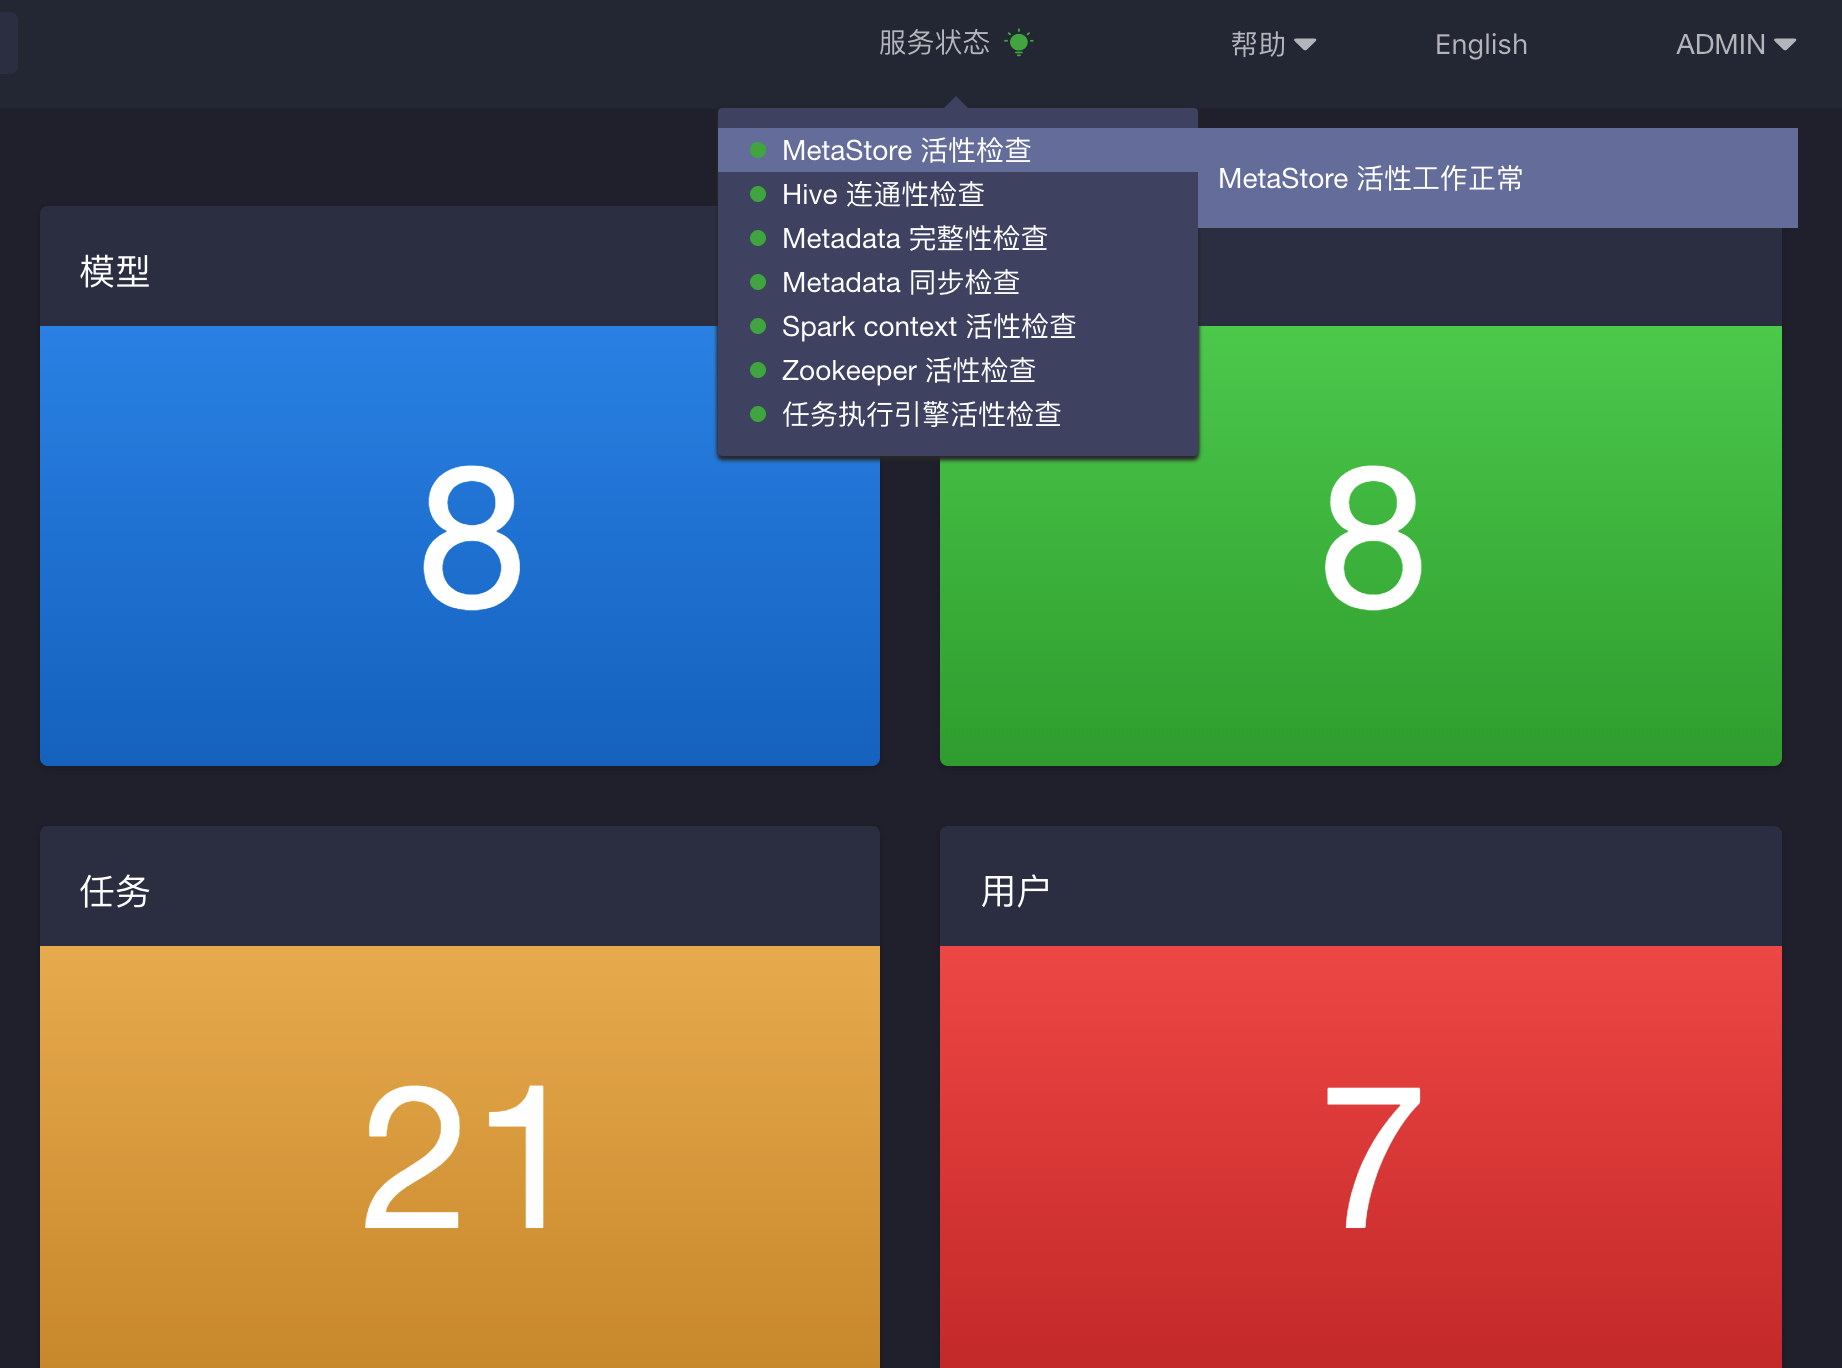 服务状态 帮助 English ADMIN
MetaStore 活性检查
MetaStore 活性工作正常
Hive 连通性检查
Metadata 完整性检查
Metadata 同步检查
Spark context 活性检查
Zookeeper 活性检查
任务执行引擎活性检查
模型
8
8
任务
用户
21
7